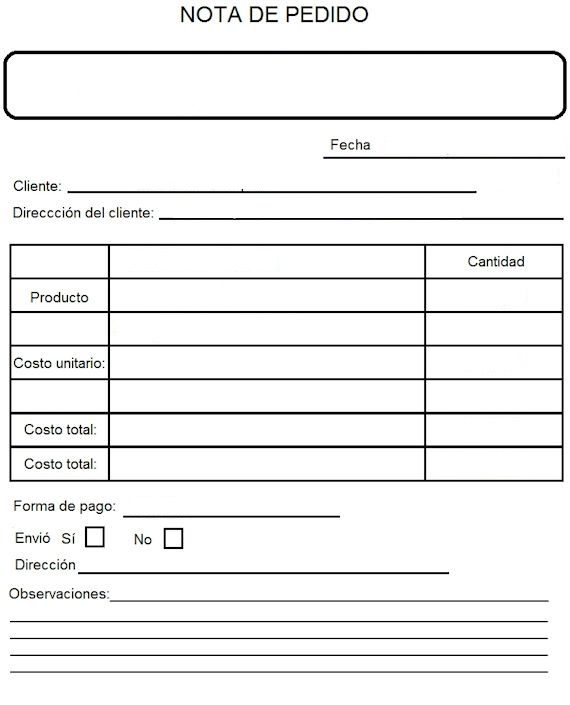 NOTA DE PEDIDO
Fecha
Cliente:
Direccción del cliente:
Cantidad
Producto
Costo unitario:
Costo total:
Costo total:
Forma de pago:
Envió Sí No
Dirección
Observaciones: